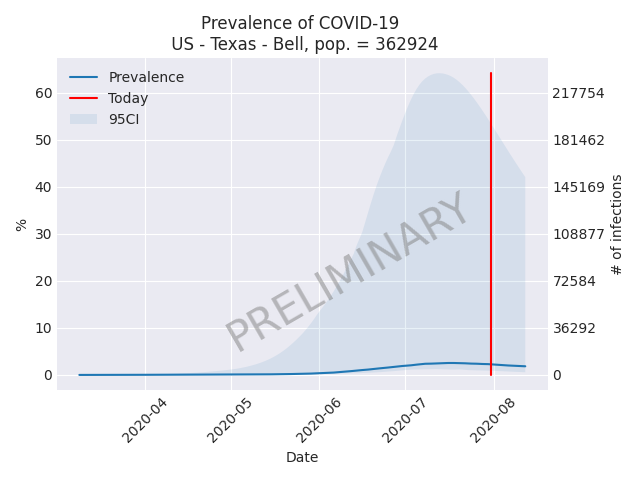 Prevalence of COVID-19
US - Texas - Bell, pop. = 362924
Prevalence
Today
95CI
60
50
40
30
20
10
0
%
217754
181462
145169
108877
72584
36292
0
# of infections
PRELIMINARY
2020-04
2020-05
2020-06
2020-07
2020-08
Date